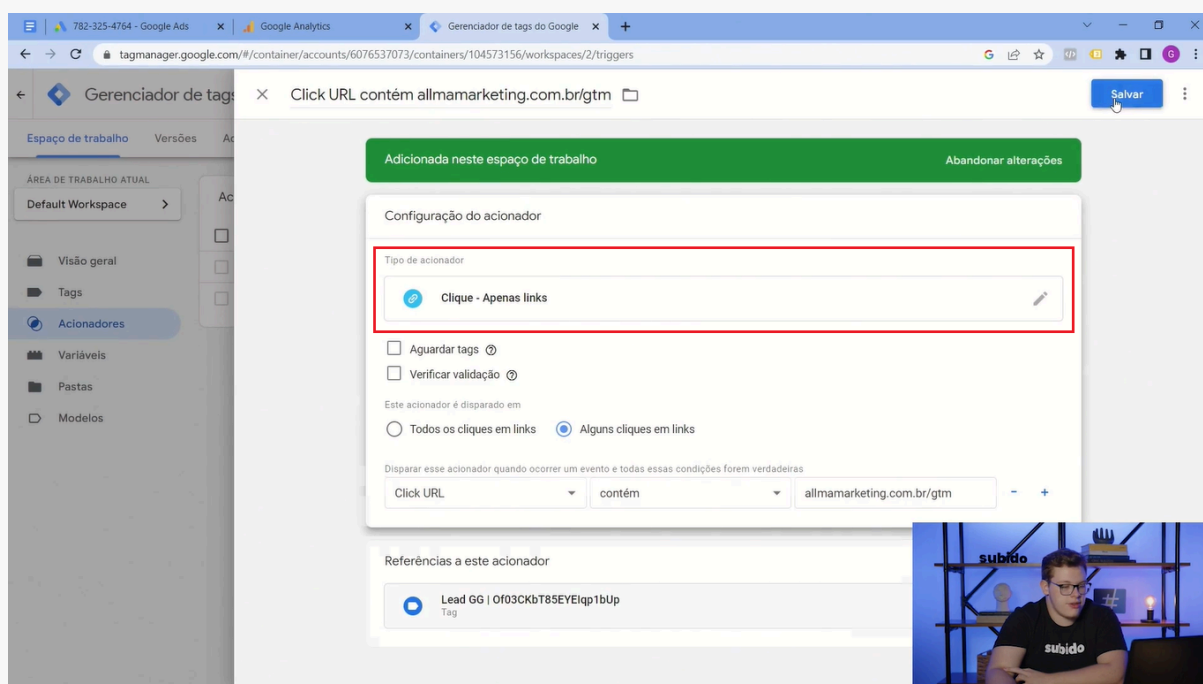 782-325-4764 - Google Ads
Google Analytics
Gerenciador de tags do Google
tagmanager.google.com/#/container/accounts/6076537073/containers/104573156/workspaces/2/triggers
G
Gerenciador de tags
Click URL contém allmamarketing.com.br/gtm
Salvar
Espaço de trabalho
Versões
Ac
Adicionada neste espaço de trabalho
Abandonar alterações
ÁREA DE TRABALHO ATUAL
Default Workspace
Ac
Configuração do acionador
Tipo de acionador
Clique - Apenas links
Visão geral
Tags
Acionadores
Variáveis
Pastas
Modelos
Aguardar tags
Verificar validação
Este acionador é disparado em
Todos os cliques em links
Alguns cliques em links
Disparar esse acionador quando ocorrer um evento e todas essas condições forem verdadeiras
Click URL
contém
allmamarketing.com.br/gtm
- +
Referências a este acionador
Lead GG | Of03CKbT85EYEIqp1bUp
Tag
subido
#
subido